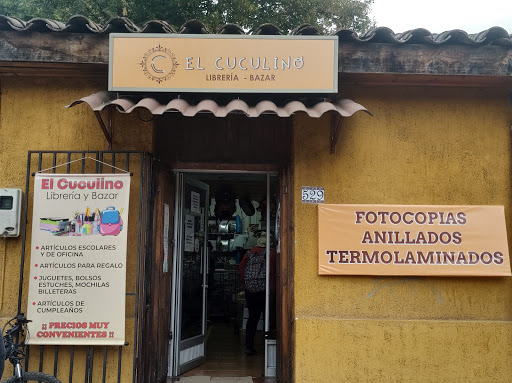 EL CUCULINO
LIBRERÍA - BAZAR
El Cuculino
Librería y Bazar
ARTÍCULOS ESCOLARES
Y DE OFICINA
ARTÍCULOS PARA REGALO
JUGUETES, BOLSOS
ESTUCHES, MOCHILAS
BILLETERAS
ARTÍCULOS DE
CUMPLEAÑOS
¡¡ PRECIOS MUY
CONVENIENTES !!
529
FOTOCOPIAS
ANILLADOS
TERMOLAMINADOS